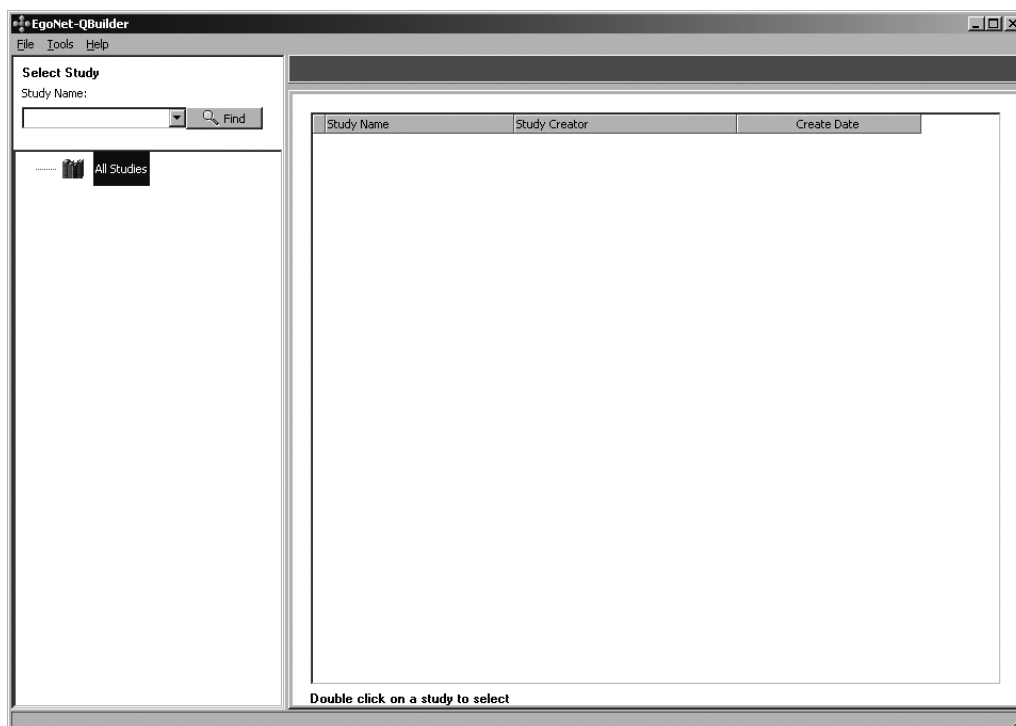 EgoNet-QBuilder
File Tools Help
Select Study
Study Name:
Find
All Studies
Study Name Study Creator Create Date
Double click on a study to select